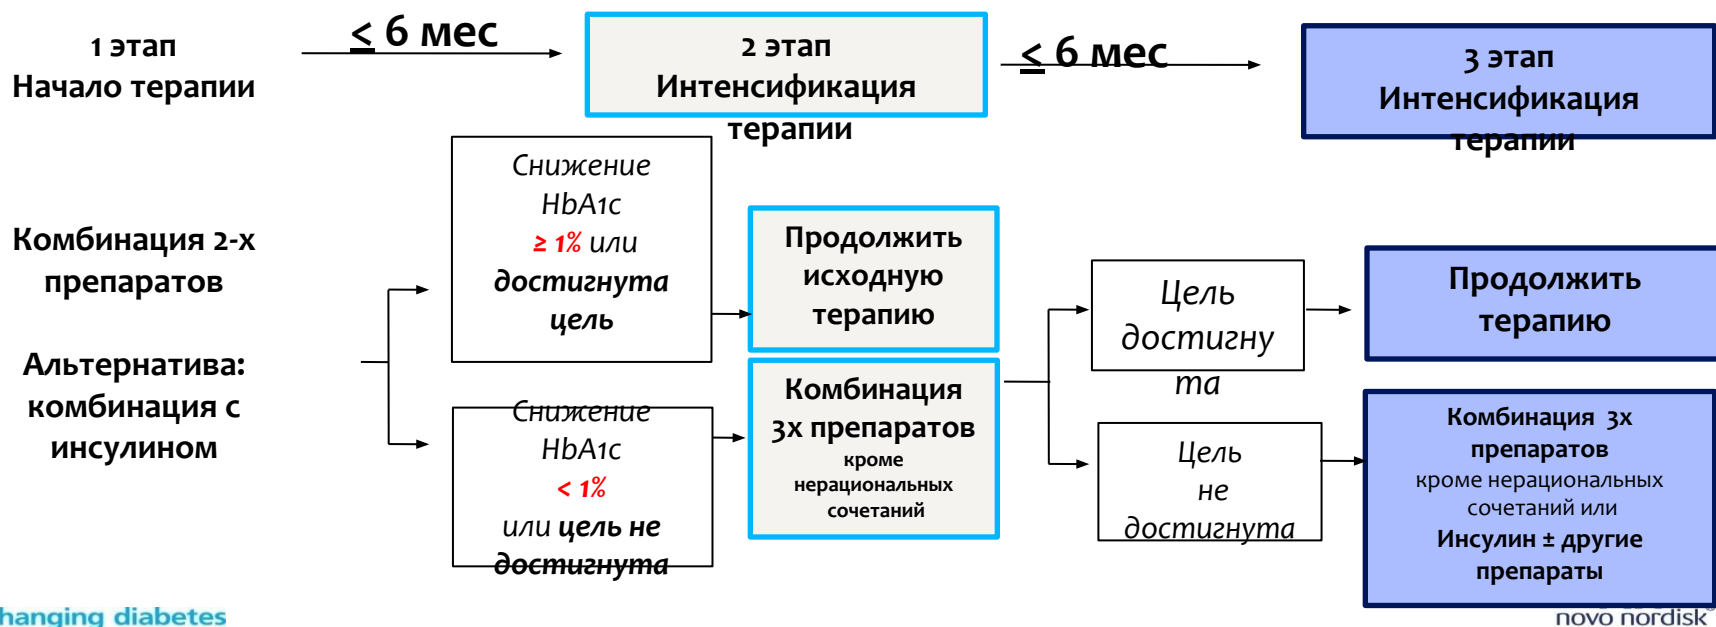 1 этап
Начало терапии
≤ 6 мес
2 этап
Интенсификация
терапии
≤ 6 мес
3 этап
Интенсификация
терапии
Комбинация 2-х
препаратов
Альтернатива:
комбинация с
инсулином
Снижение
HbA1c
≥ 1% или
достигнута
цель
Снижение
HbA1c
< 1%
или цель не
достигнута
Продолжить
исходную
терапию
Комбинация
3х препаратов
кроме
нерациональных
сочетаний
Цель
достигну
та
Цель
не
достигнута
Продолжить
терапию
Комбинация 3х
препаратов
кроме нерациональных
сочетаний или
Инсулин ± другие
препараты
hanging diabetes
novo nordisk